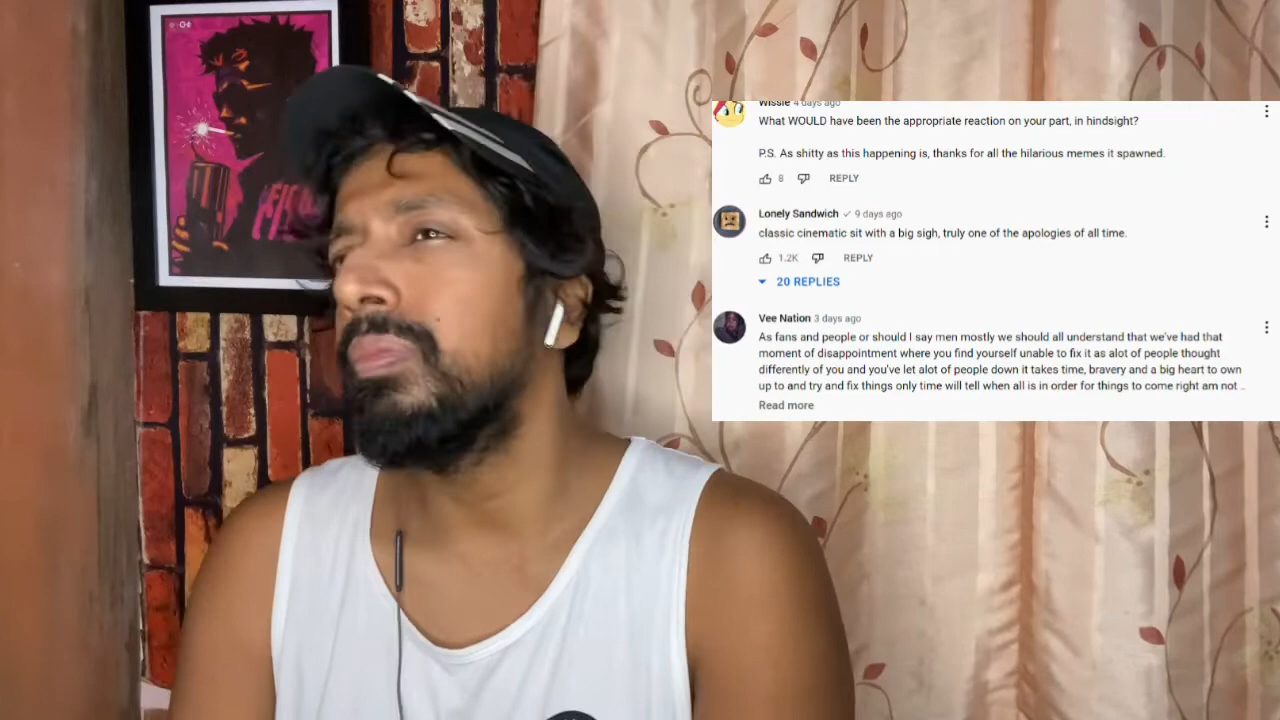 Wissie 4 days ago
What WOULD have been the appropriate reaction on your part, in hindsight?
P.S. As shitty as this happening is, thanks for all the hilarious memes it spawned.
8 REPLY
Lonely Sandwich 9 days ago
classic cinematic sit with a big sigh, truly one of the apologies of all time.
1.2K REPLY
20 REPLIES
Vee Nation 3 days ago
As fans and people or should I say men mostly we should all understand that we've had that
moment of disappointment where you find yourself unable to fix it as alot of people thought
differently of you and you've let alot of people down it takes time, bravery and a big heart to own
up to and try and fix things only time will tell when all is in order for things to come right am not ...
Read more